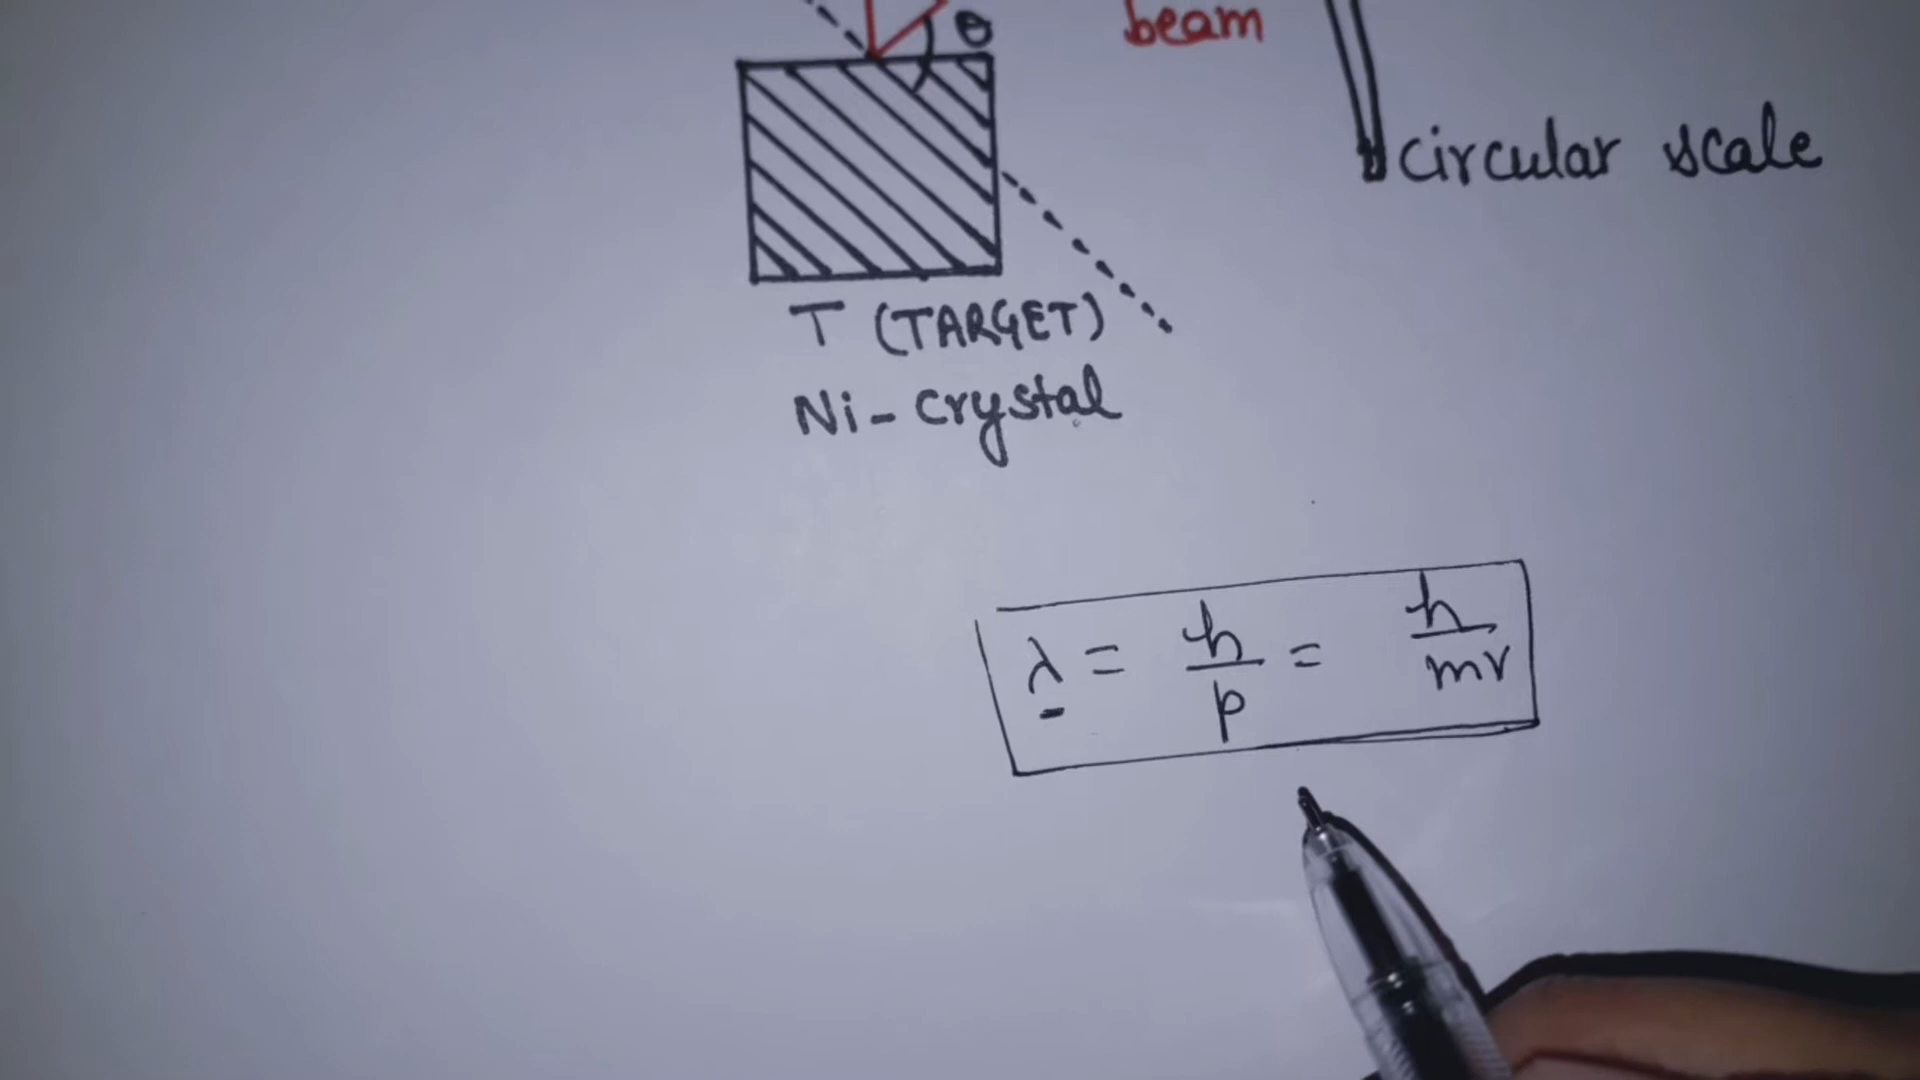 θ
beam
circular scale
T (TARGET)
Ni-crystal
λ = h/p = h/mv